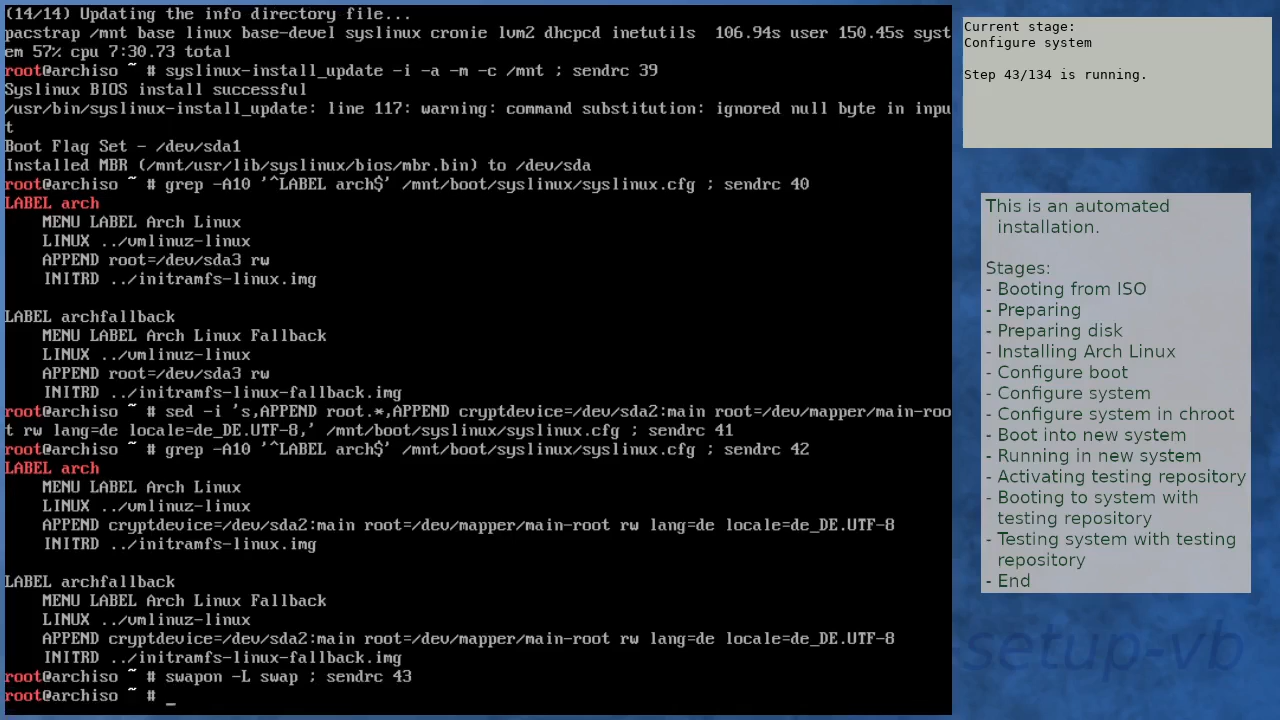 (14/14) Updating the info directory file...
pacstrap /mnt base linux base-devel syslinux cronie lvm2 dhcpcd inetutils  106.94s user 150.45s syst
em 57% cpu 7:30.73 total
root@archiso ~ # syslinux-install_update -i -a -m -c /mnt ; sendrc 39
Syslinux BIOS install successful
/usr/bin/syslinux-install_update: line 117: warning: command substitution: ignored null byte in inpu
t
Boot Flag Set - /dev/sda1
Installed MBR (/mnt/usr/lib/syslinux/bios/mbr.bin) to /dev/sda
root@archiso ~ # grep -A10 '^LABEL arch$' /mnt/boot/syslinux/syslinux.cfg ; sendrc 40
LABEL arch
    MENU LABEL Arch Linux
    LINUX ../vmlinuz-linux
    APPEND root=/dev/sda3 rw
    INITRD ../initramfs-linux.img

LABEL archfallback
    MENU LABEL Arch Linux Fallback
    LINUX ../vmlinuz-linux
    APPEND root=/dev/sda3 rw
    INITRD ../initramfs-linux-fallback.img
root@archiso ~ # sed -i 's,APPEND root.*,APPEND cryptdevice=/dev/sda2:main root=/dev/mapper/main-roo
t rw lang=de locale=de_DE.UTF-8,' /mnt/boot/syslinux/syslinux.cfg ; sendrc 41
root@archiso ~ # grep -A10 '^LABEL arch$' /mnt/boot/syslinux/syslinux.cfg ; sendrc 42
LABEL arch
    MENU LABEL Arch Linux
    LINUX ../vmlinuz-linux
    APPEND cryptdevice=/dev/sda2:main root=/dev/mapper/main-root rw lang=de locale=de_DE.UTF-8
    INITRD ../initramfs-linux.img

LABEL archfallback
    MENU LABEL Arch Linux Fallback
    LINUX ../vmlinuz-linux
    APPEND cryptdevice=/dev/sda2:main root=/dev/mapper/main-root rw lang=de locale=de_DE.UTF-8
    INITRD ../initramfs-linux-fallback.img
root@archiso ~ # swapon -L swap ; sendrc 43
root@archiso ~ # _
Current stage:
Configure system

Step 43/134 is running.
This is an automated
installation.

Stages:
- Booting from ISO
- Preparing
- Preparing disk
- Installing Arch Linux
- Configure boot
- Configure system
- Configure system in chroot
- Boot into new system
- Running in new system
- Activating testing repository
- Booting to system with
testing repository
- Testing system with testing
repository
- End
setup-vb